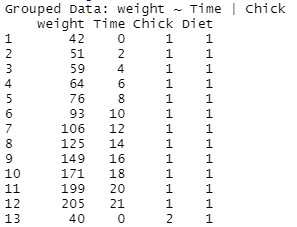 Grouped Data: weight ~ Time | Chick
weight Time Chick Diet
1 42 0 1 1
2 51 2 1 1
3 59 4 1 1
4 64 6 1 1
5 76 8 1 1
6 93 10 1 1
7 106 12 1 1
8 125 14 1 1
9 149 16 1 1
10 171 18 1 1
11 199 20 1 1
12 205 21 1 1
13 40 0 2 1